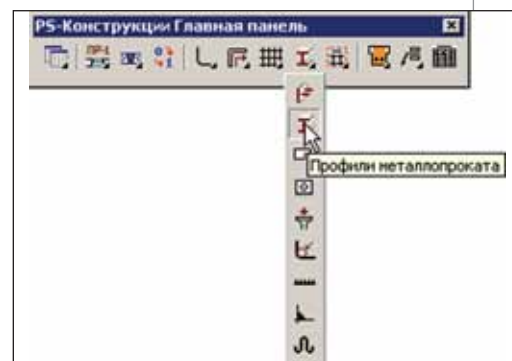 PS-Конструкции Главная панель
Профили металлопроката